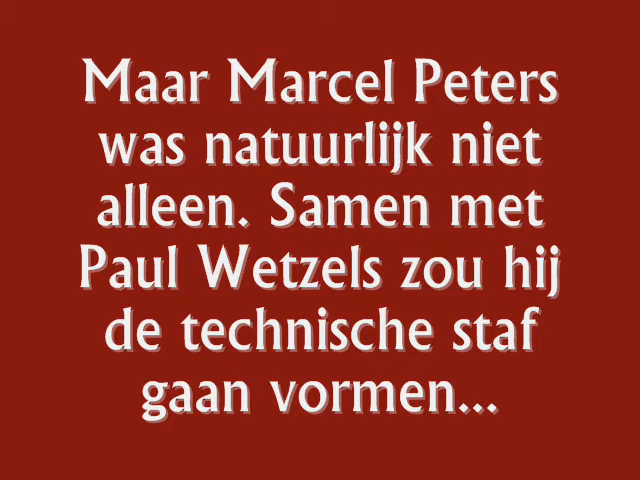 Maar Marcel Peters
was natuurlijk niet
alleen. Samen met
Paul Wetzels zou hij
de technische staf
gaan vormen...